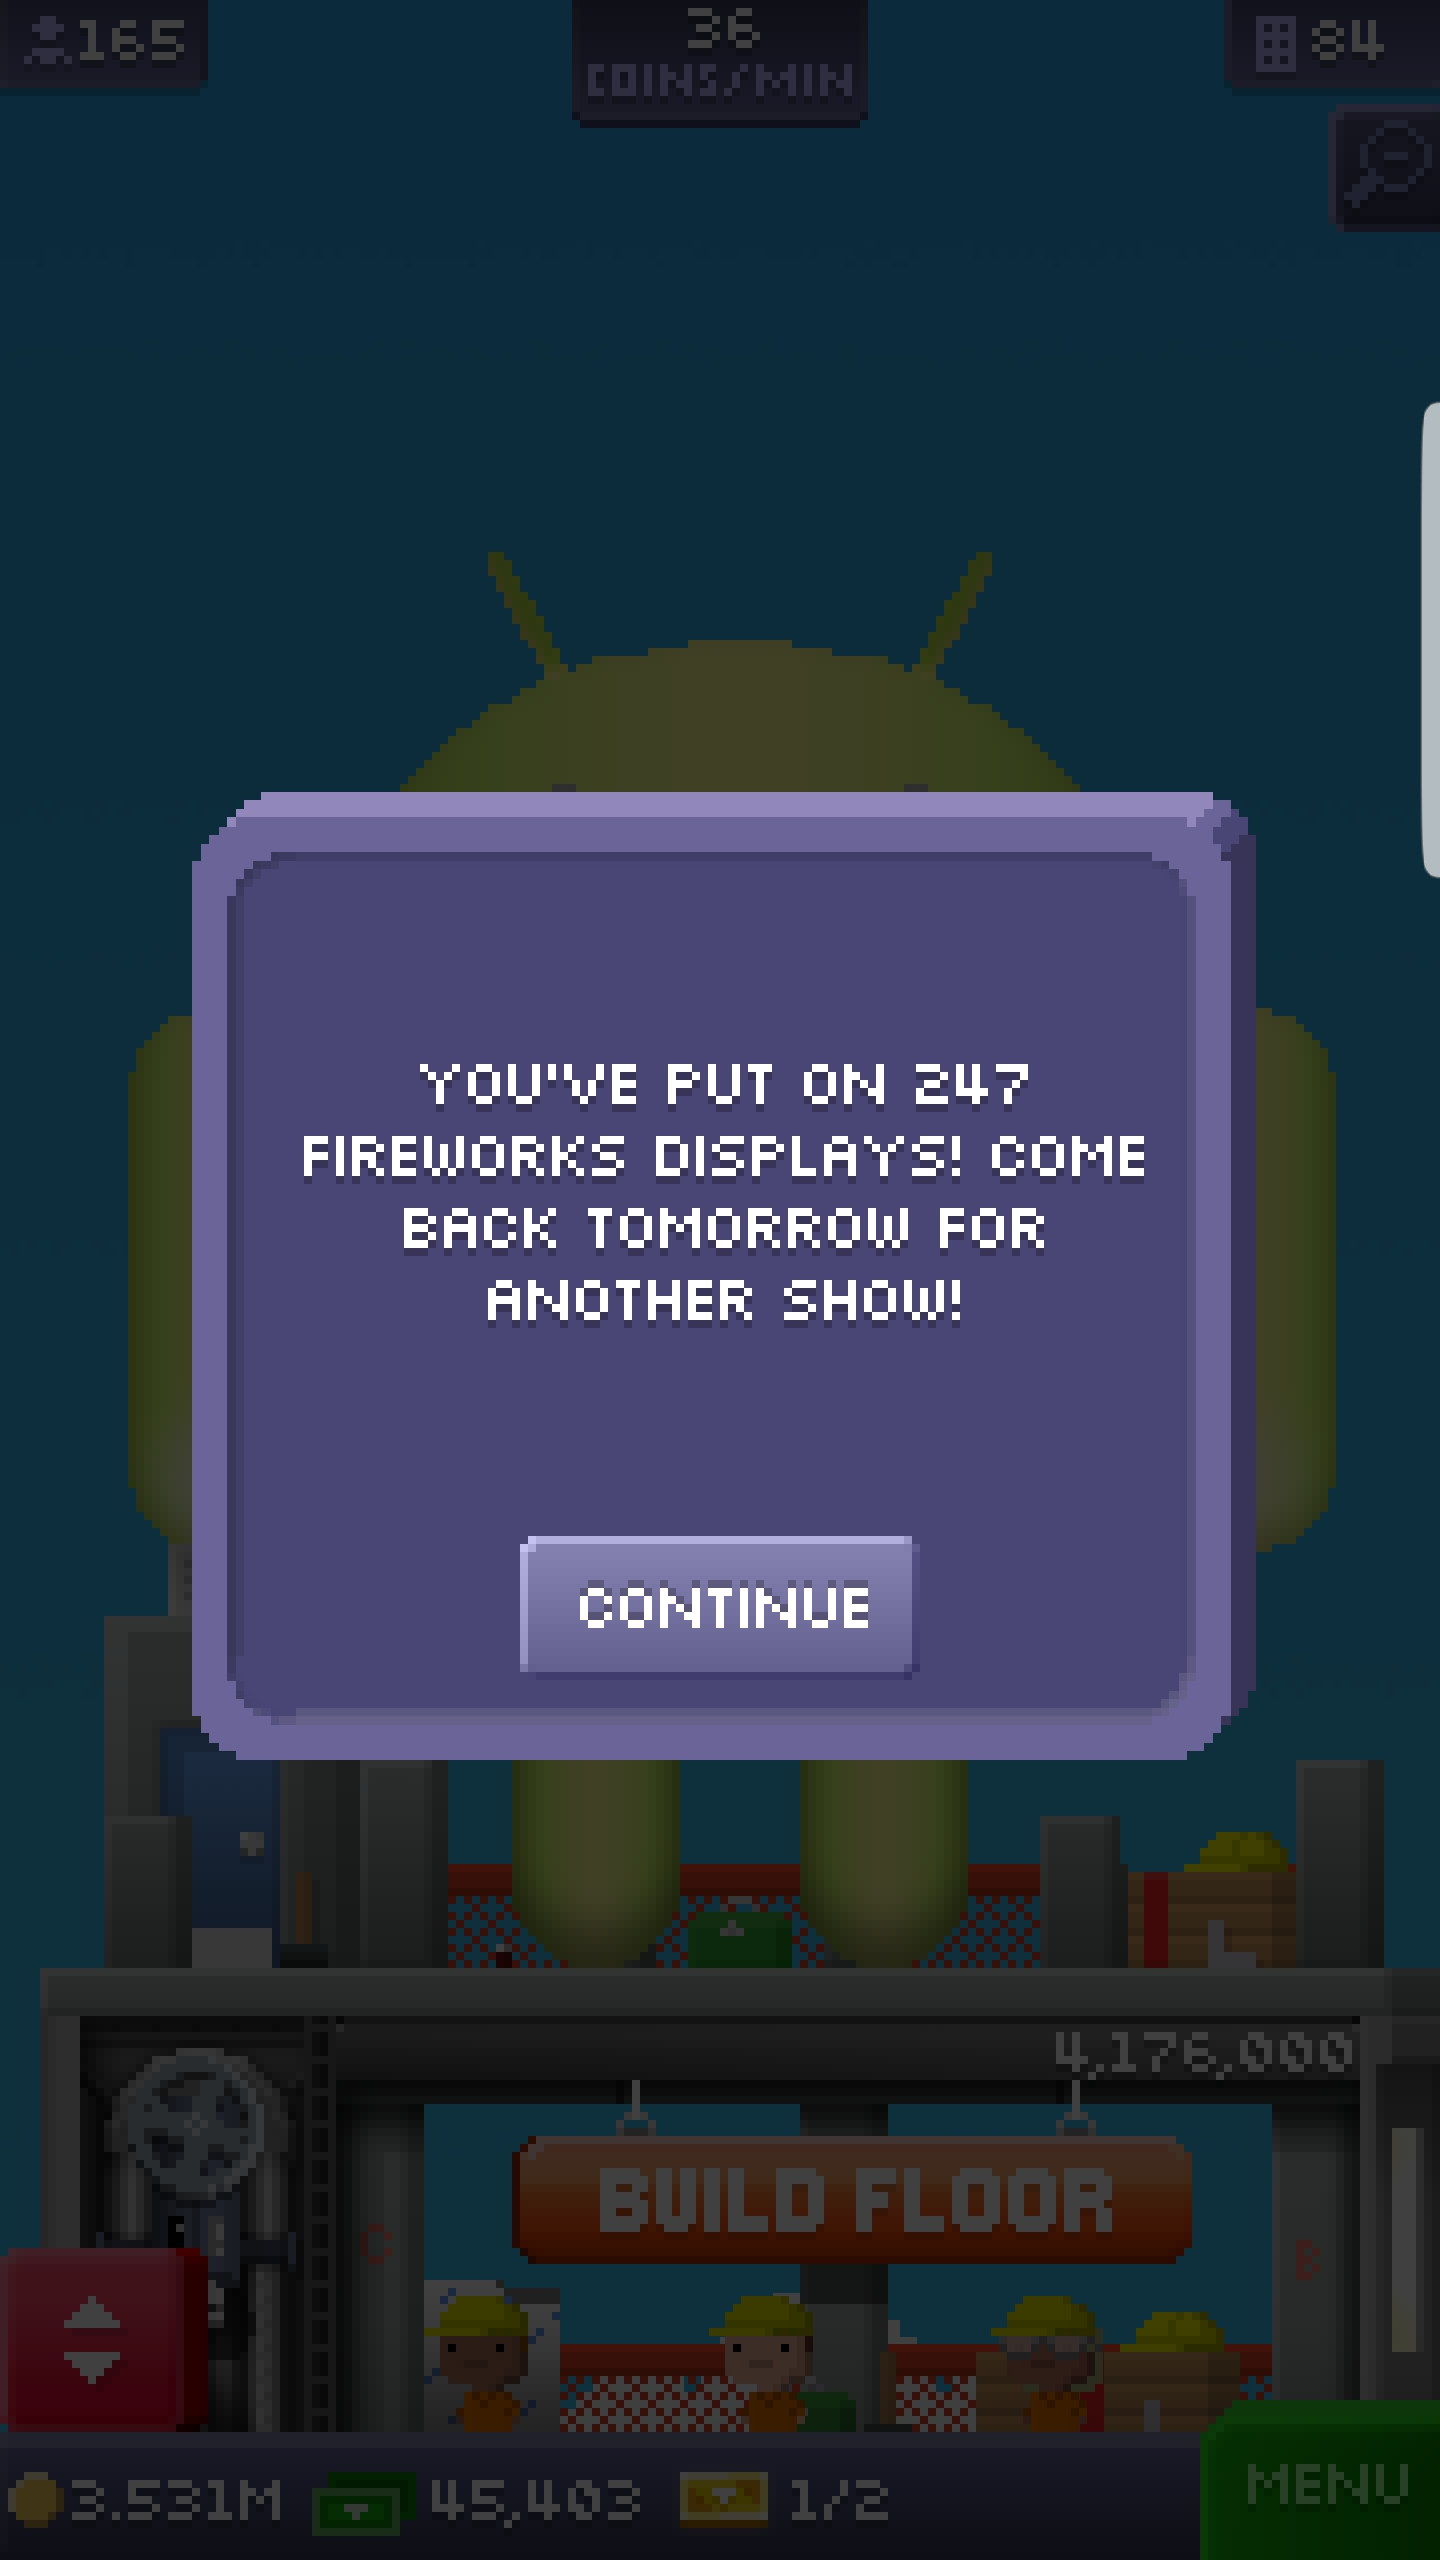 165
36
COINS/MIN
84
YOU'VE PUT ON 247
FIREWORKS DISPLAYS! COME
BACK TOMORROW FOR
ANOTHER SHOW!
CONTINUE
4,176,000
BUILD FLOOR
C
B
3.531M
45,403
1/2
MENU